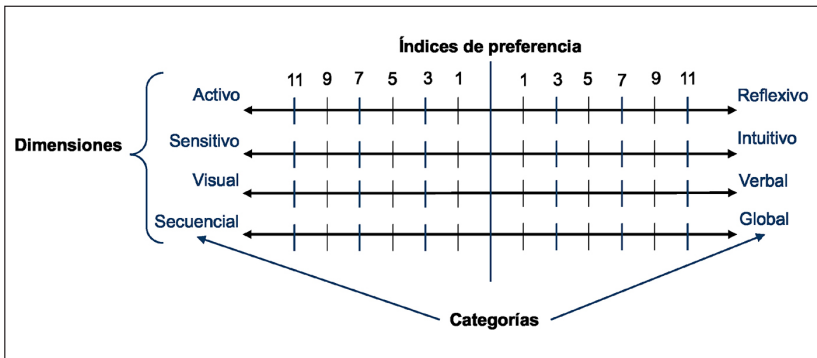 Índices de preferencia
11 9 7 5 3 1 1 3 5 7 9 11
Activo Reflexivo
Dimensiones
Sensitivo Intuitivo
Visual Verbal
Secuencial Global
Categorías